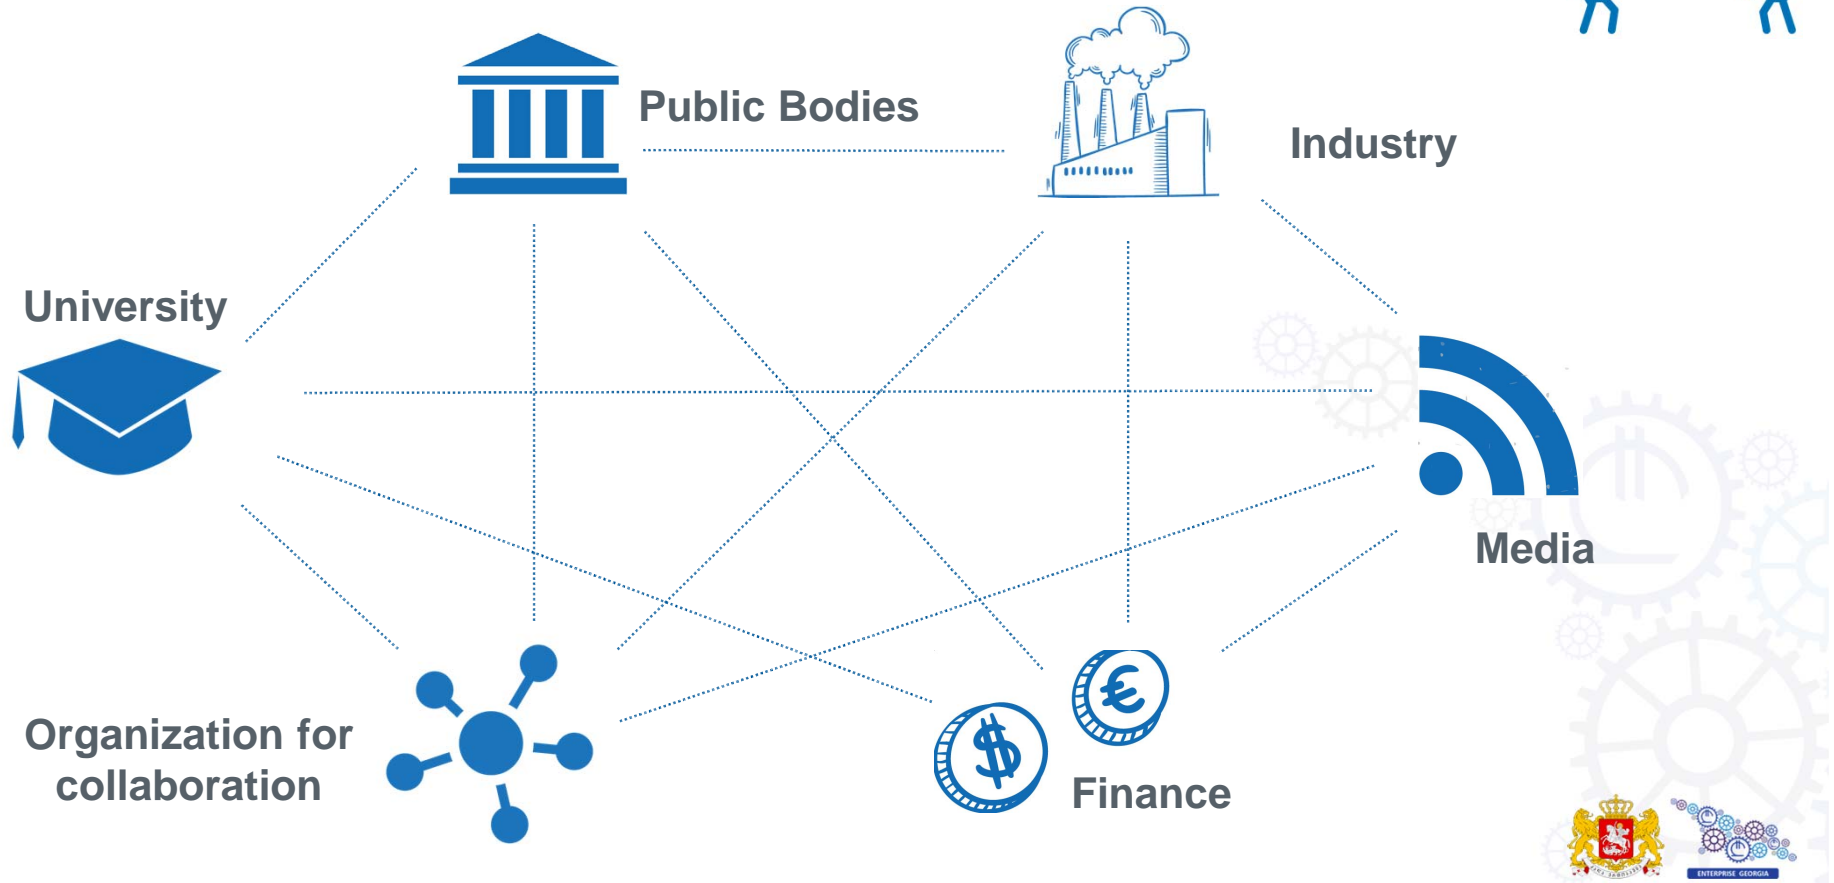 Public Bodies
Industry
University
Media
Organization for
collaboration
Finance
ENTERPRISE GEORGIA